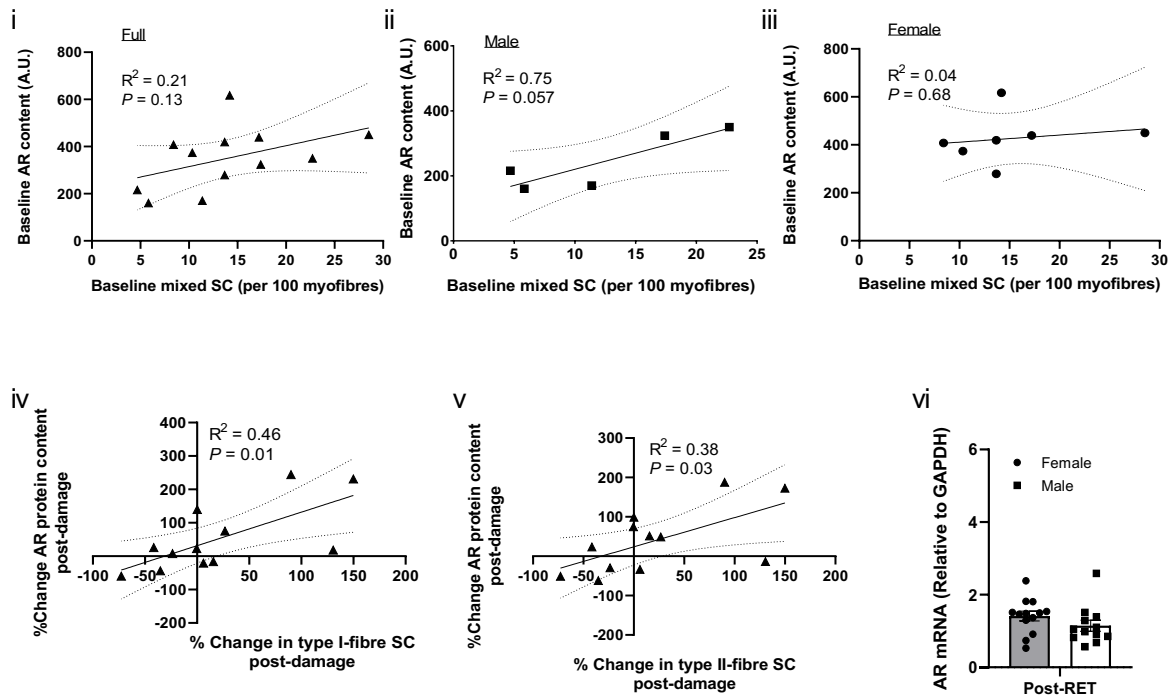 i
Full
R² = 0.21
P = 0.13
Baseline AR content (A.U.)
800
600
400
200
0
0 5 10 15 20 25 30
Baseline mixed SC (per 100 myofibres)
ii
Male
R² = 0.75
P = 0.057
Baseline AR content (A.U.)
600
400
200
0
0 5 10 15 20 25
Baseline mixed SC (per 100 myofibres)
iii
Female
R² = 0.04
P = 0.68
Baseline AR content (A.U.)
800
600
400
200
0
0 5 10 15 20 25 30
Baseline mixed SC (per 100 myofibres)
iv
%Change AR protein content
post-damage
R² = 0.46
P = 0.01
400
300
200
100
-100
-200
-100 -50 0 50 100 150 200
% Change in type I-fibre SC
post-damage
v
%Change AR protein content
post-damage
R² = 0.38
P = 0.03
300
200
100
-100
-200
-100 -50 0 50 100 150 200
% Change in type II-fibre SC
post-damage
vi
Female
Male
AR mRNA (Relative to GAPDH)
6
4
2
0
Post-RET